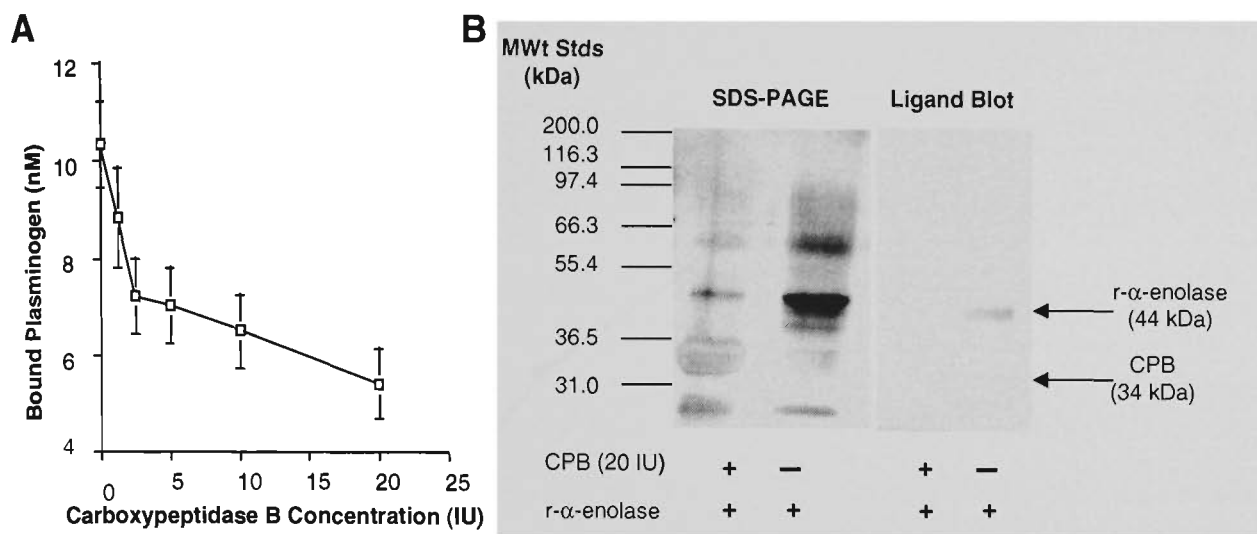 A
12
10
8
6
4
Bound Plasminogen (nM)
0 5 10 15 20 25
Carboxypeptidase B Concentration (IU)
B
MWt Stds
(kDa)
SDS-PAGE Ligand Blot
200.0
116.3
97.4
66.3
55.4
36.5
31.0
r-α-enolase
(44 kDa)
CPB
(34 kDa)
CPB (20 IU) + – + –
r-α-enolase + + + +